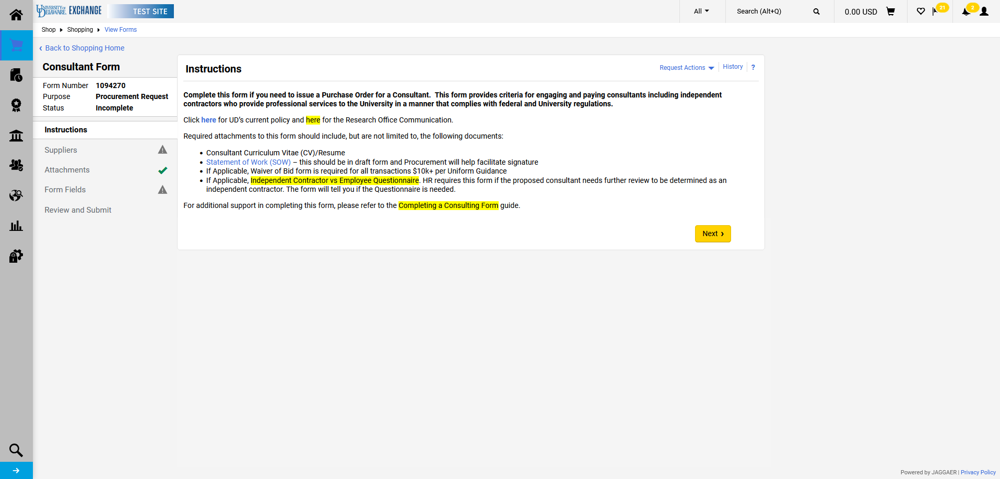 UNIVERSITY OF DELAWARE EXCHANGE TEST SITE
All Search (Alt+Q) 0.00 USD 21 2
Shop Shopping View Forms
‹ Back to Shopping Home
Consultant Form
Form Number 1094270
Purpose Procurement Request
Status Incomplete
Instructions
Suppliers
Attachments
Form Fields
Review and Submit
Instructions
Request Actions History ?
Complete this form if you need to issue a Purchase Order for a Consultant. This form provides criteria for engaging and paying consultants including independent
contractors who provide professional services to the University in a manner that complies with federal and University regulations.
Click here for UD's current policy and here for the Research Office Communication.
Required attachments to this form should include, but are not limited to, the following documents:
• Consultant Curriculum Vitae (CV)/Resume
• Statement of Work (SOW) – this should be in draft form and Procurement will help facilitate signature
• If Applicable, Waiver of Bid form is required for all transactions $10k+ per Uniform Guidance
• If Applicable, Independent Contractor vs Employee Questionnaire. HR requires this form if the proposed consultant needs further review to be determined as an
independent contractor. The form will tell you if the Questionnaire is needed.
For additional support in completing this form, please refer to the Completing a Consulting Form guide.
Next ›
Powered by JAGGAER | Privacy Policy